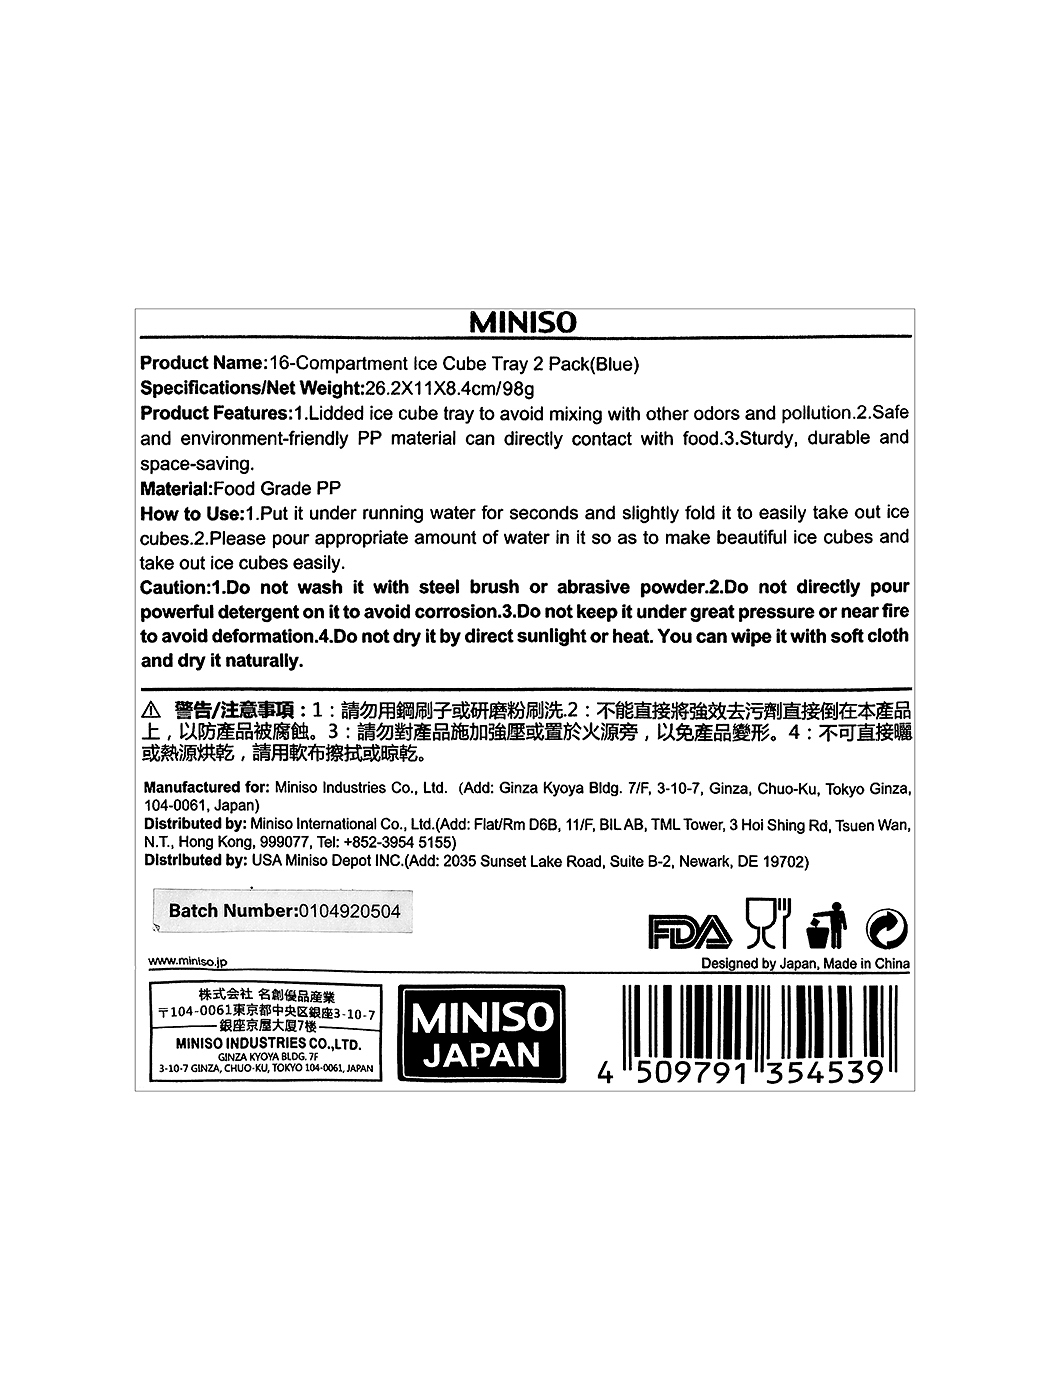 MINISO
Product Name:16-Compartment Ice Cube Tray 2 Pack(Blue)
Specifications/Net Weight:26.2X11X8.4cm/98g
Product Features:1.Lidded ice cube tray to avoid mixing with other odors and pollution.2.Safe
and environment-friendly PP material can directly contact with food.3.Sturdy, durable and
space-saving.
Material:Food Grade PP
How to Use:1.Put it under running water for seconds and slightly fold it to easily take out ice
cubes.2.Please pour appropriate amount of water in it so as to make beautiful ice cubes and
take out ice cubes easily.
Caution:1.Do not wash it with steel brush or abrasive powder.2.Do not directly pour
powerful detergent on it to avoid corrosion.3.Do not keep it under great pressure or near fire
to avoid deformation.4.Do not dry it by direct sunlight or heat. You can wipe it with soft cloth
and dry it naturally.
⚠ 警告/注意事項：1：請勿用鋼刷子或研磨粉刷洗.2：不能直接將強效去污劑直接倒在本產品
上，以防產品被腐蝕。3：請勿對產品施加強壓或置於火源旁，以免產品變形。4：不可直接曬
或熱源烘乾，請用軟布擦拭或晾乾。
Manufactured for: Miniso Industries Co., Ltd. (Add: Ginza Kyoya Bldg. 7/F, 3-10-7, Ginza, Chuo-Ku, Tokyo Ginza,
104-0061, Japan)
Distributed by: Miniso International Co., Ltd.(Add: Flat/Rm D6B, 11/F, BIL AB, TML Tower, 3 Hoi Shing Rd, Tsuen Wan,
N.T., Hong Kong, 999077, Tel: +852-3954 5155)
Distributed by: USA Miniso Depot INC.(Add: 2035 Sunset Lake Road, Suite B-2, Newark, DE 19702)
Batch Number:0104920504
FDA
www.miniso.jp
Designed by Japan, Made in China
株式会社 名創優品産業
〒104-0061東京都中央区銀座3-10-7
銀座京屋大厦7楼
MINISO INDUSTRIES CO.,LTD.
GINZA KYOYA BLDG. 7F
3-10-7 GINZA, CHUO-KU, TOKYO 104-0061, JAPAN
MINISO
JAPAN
4 509791 354539